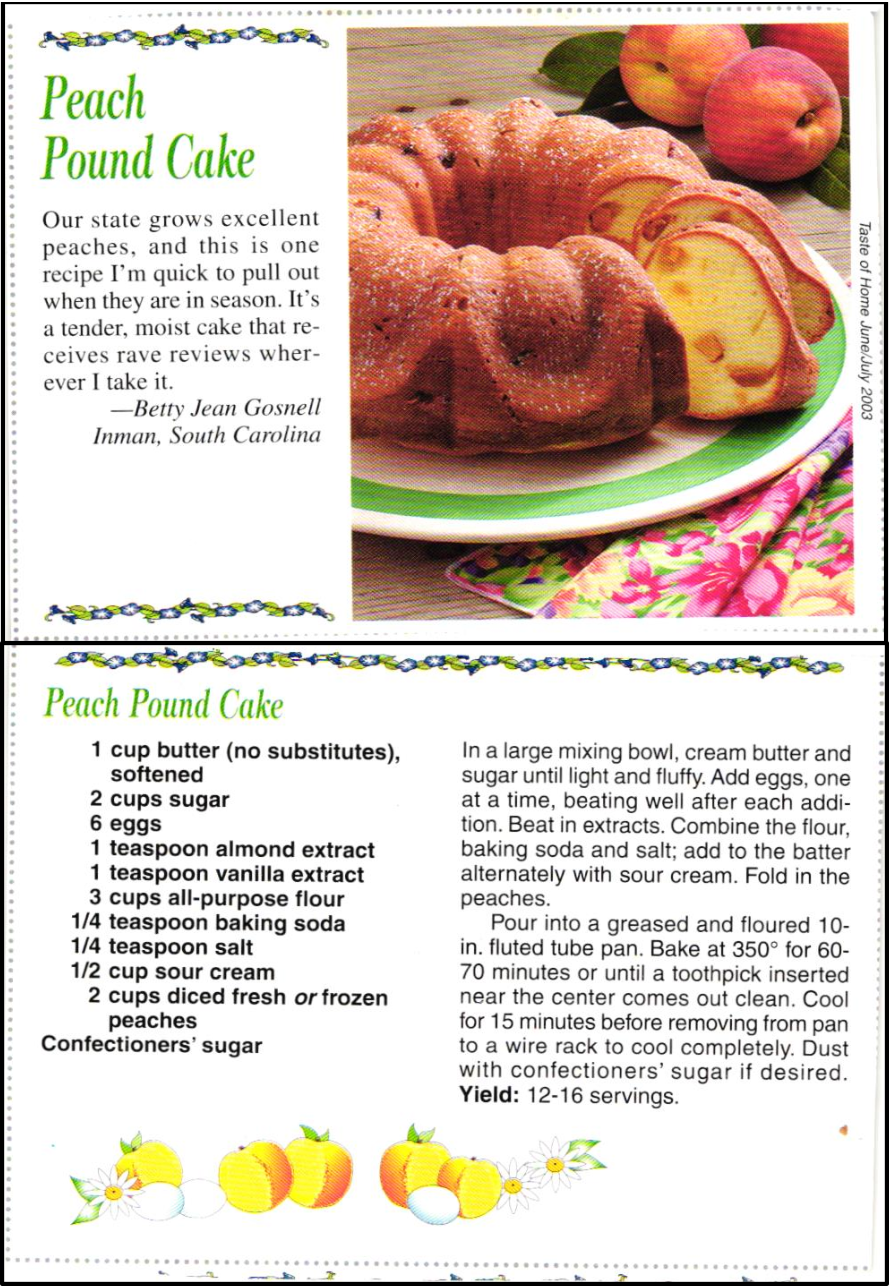 Peach
Pound Cake
Our state grows excellent
peaches, and this is one
recipe I'm quick to pull out
when they are in season. It's
a tender, moist cake that re-
ceives rave reviews wher-
ever I take it.
—Betty Jean Gosnell
Inman, South Carolina
Taste of Home June/July 2003
Peach Pound Cake
1 cup butter (no substitutes),
softened
2 cups sugar
6 eggs
1 teaspoon almond extract
1 teaspoon vanilla extract
3 cups all-purpose flour
1/4 teaspoon baking soda
1/4 teaspoon salt
1/2 cup sour cream
2 cups diced fresh or frozen
peaches
Confectioners' sugar
In a large mixing bowl, cream butter and
sugar until light and fluffy. Add eggs, one
at a time, beating well after each addi-
tion. Beat in extracts. Combine the flour,
baking soda and salt; add to the batter
alternately with sour cream. Fold in the
peaches.
Pour into a greased and floured 10-
in. fluted tube pan. Bake at 350° for 60-
70 minutes or until a toothpick inserted
near the center comes out clean. Cool
for 15 minutes before removing from pan
to a wire rack to cool completely. Dust
with confectioners' sugar if desired.
Yield: 12-16 servings.